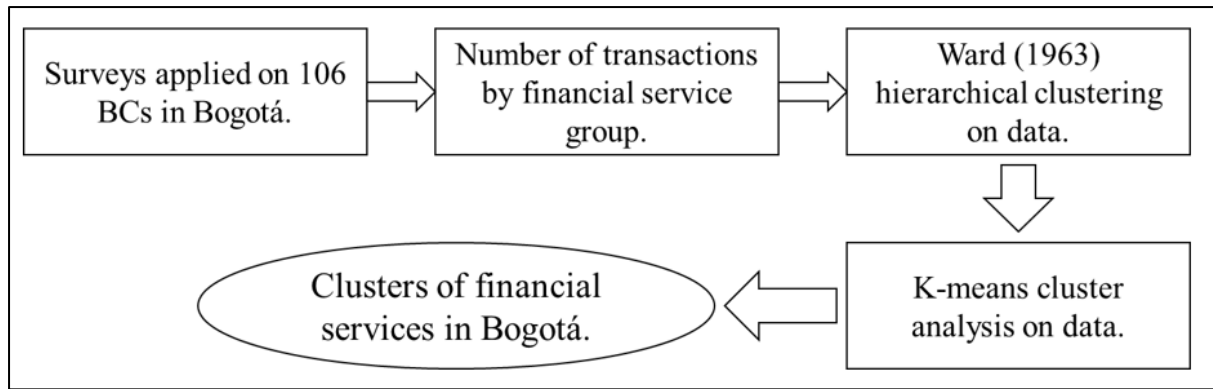 Surveys applied on 106
BCs in Bogotá.
Number of transactions
by financial service
group.
Ward (1963)
hierarchical clustering
on data.
K-means cluster
analysis on data.
Clusters of financial
services in Bogotá.